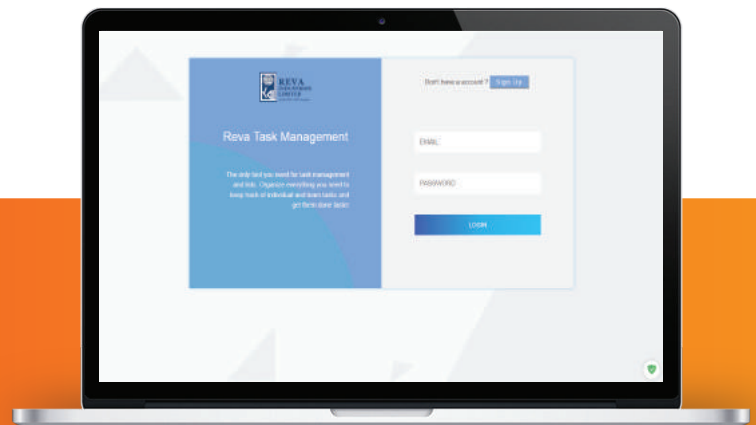 REVA
LIMITED
Reva Task Management
The only tool you need for task management
and lists. Organize everything you need to
keep track of individual and team tasks and
get them done faster
Don't have a account ? Sign Up
EMAIL
PASSWORD
LOGIN